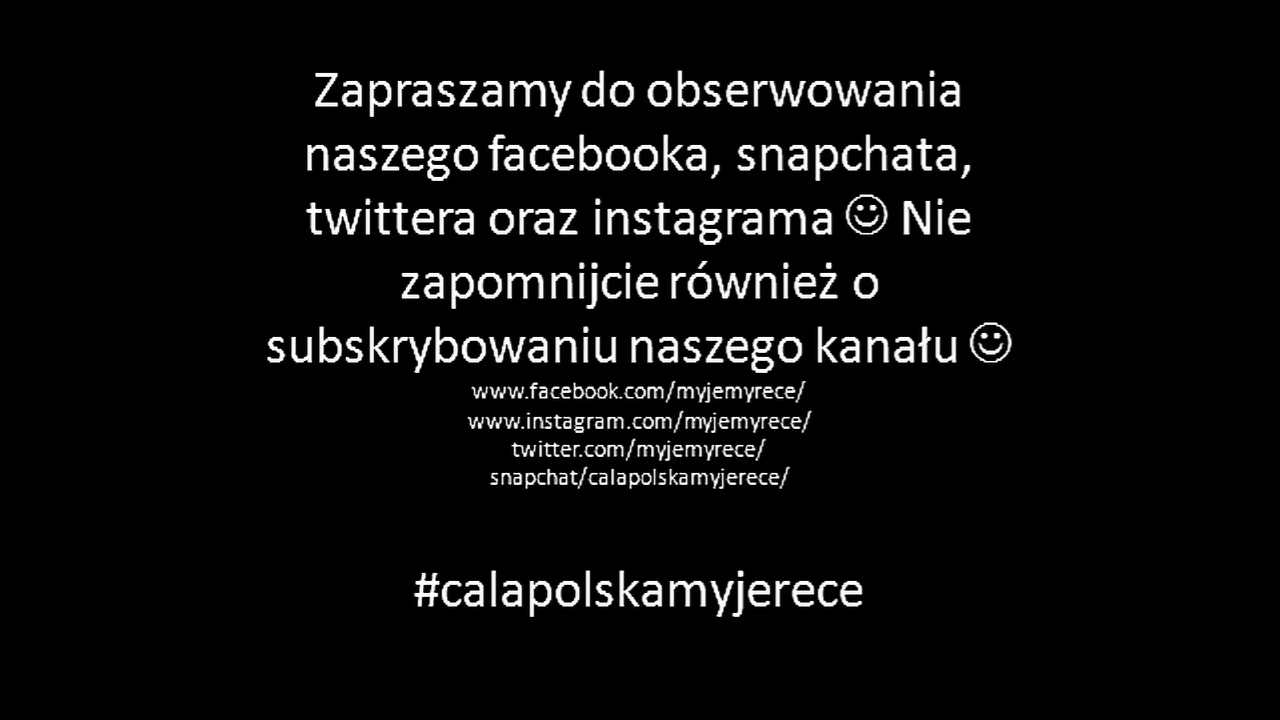 Zapraszamy do obserwowania
naszego facebooka, snapchata,
twittera oraz instagrama ☺ Nie
zapomnijcie również o
subskrybowaniu naszego kanału ☺
www.facebook.com/myjemyrece/
www.instagram.com/myjemyrece/
twitter.com/myjemyrece/
snapchat/calapolskamyjerece/
#calapolskamyjerece